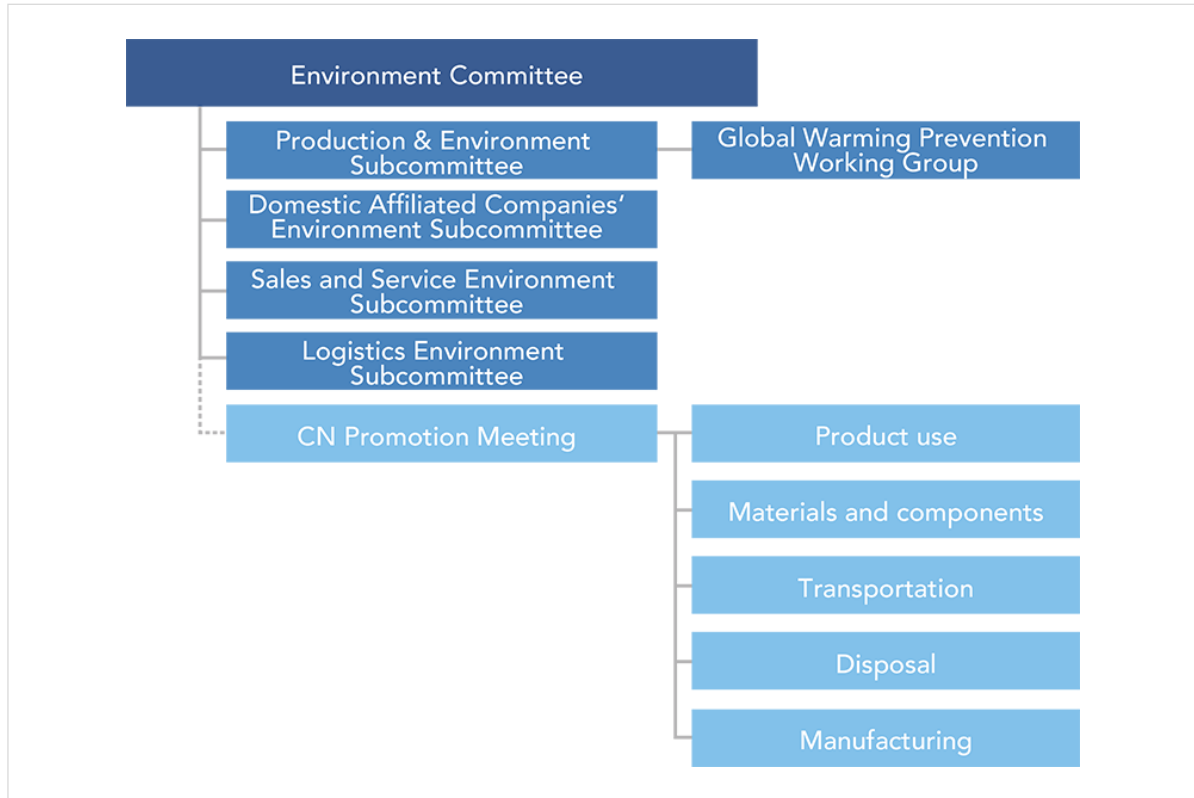 Environment Committee
Production & Environment
Subcommittee
Global Warming Prevention
Working Group
Domestic Affiliated Companies‘
Environment Subcommittee
Sales and Service Environment
Subcommittee
Logistics Environment
Subcommittee
CN Promotion Meeting
Product use
Materials and components
Transportation
Disposal
Manufacturing